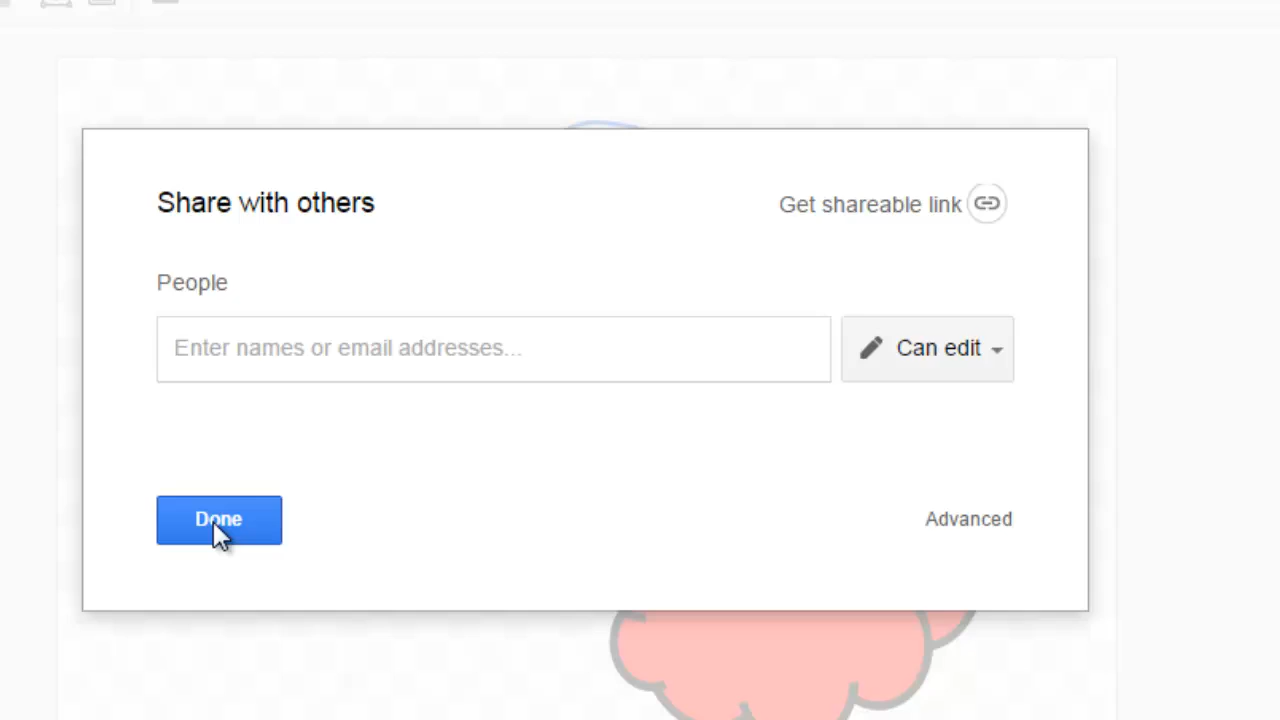 Share with others
Get shareable link
People
Enter names or email addresses...
Can edit
Done
Advanced